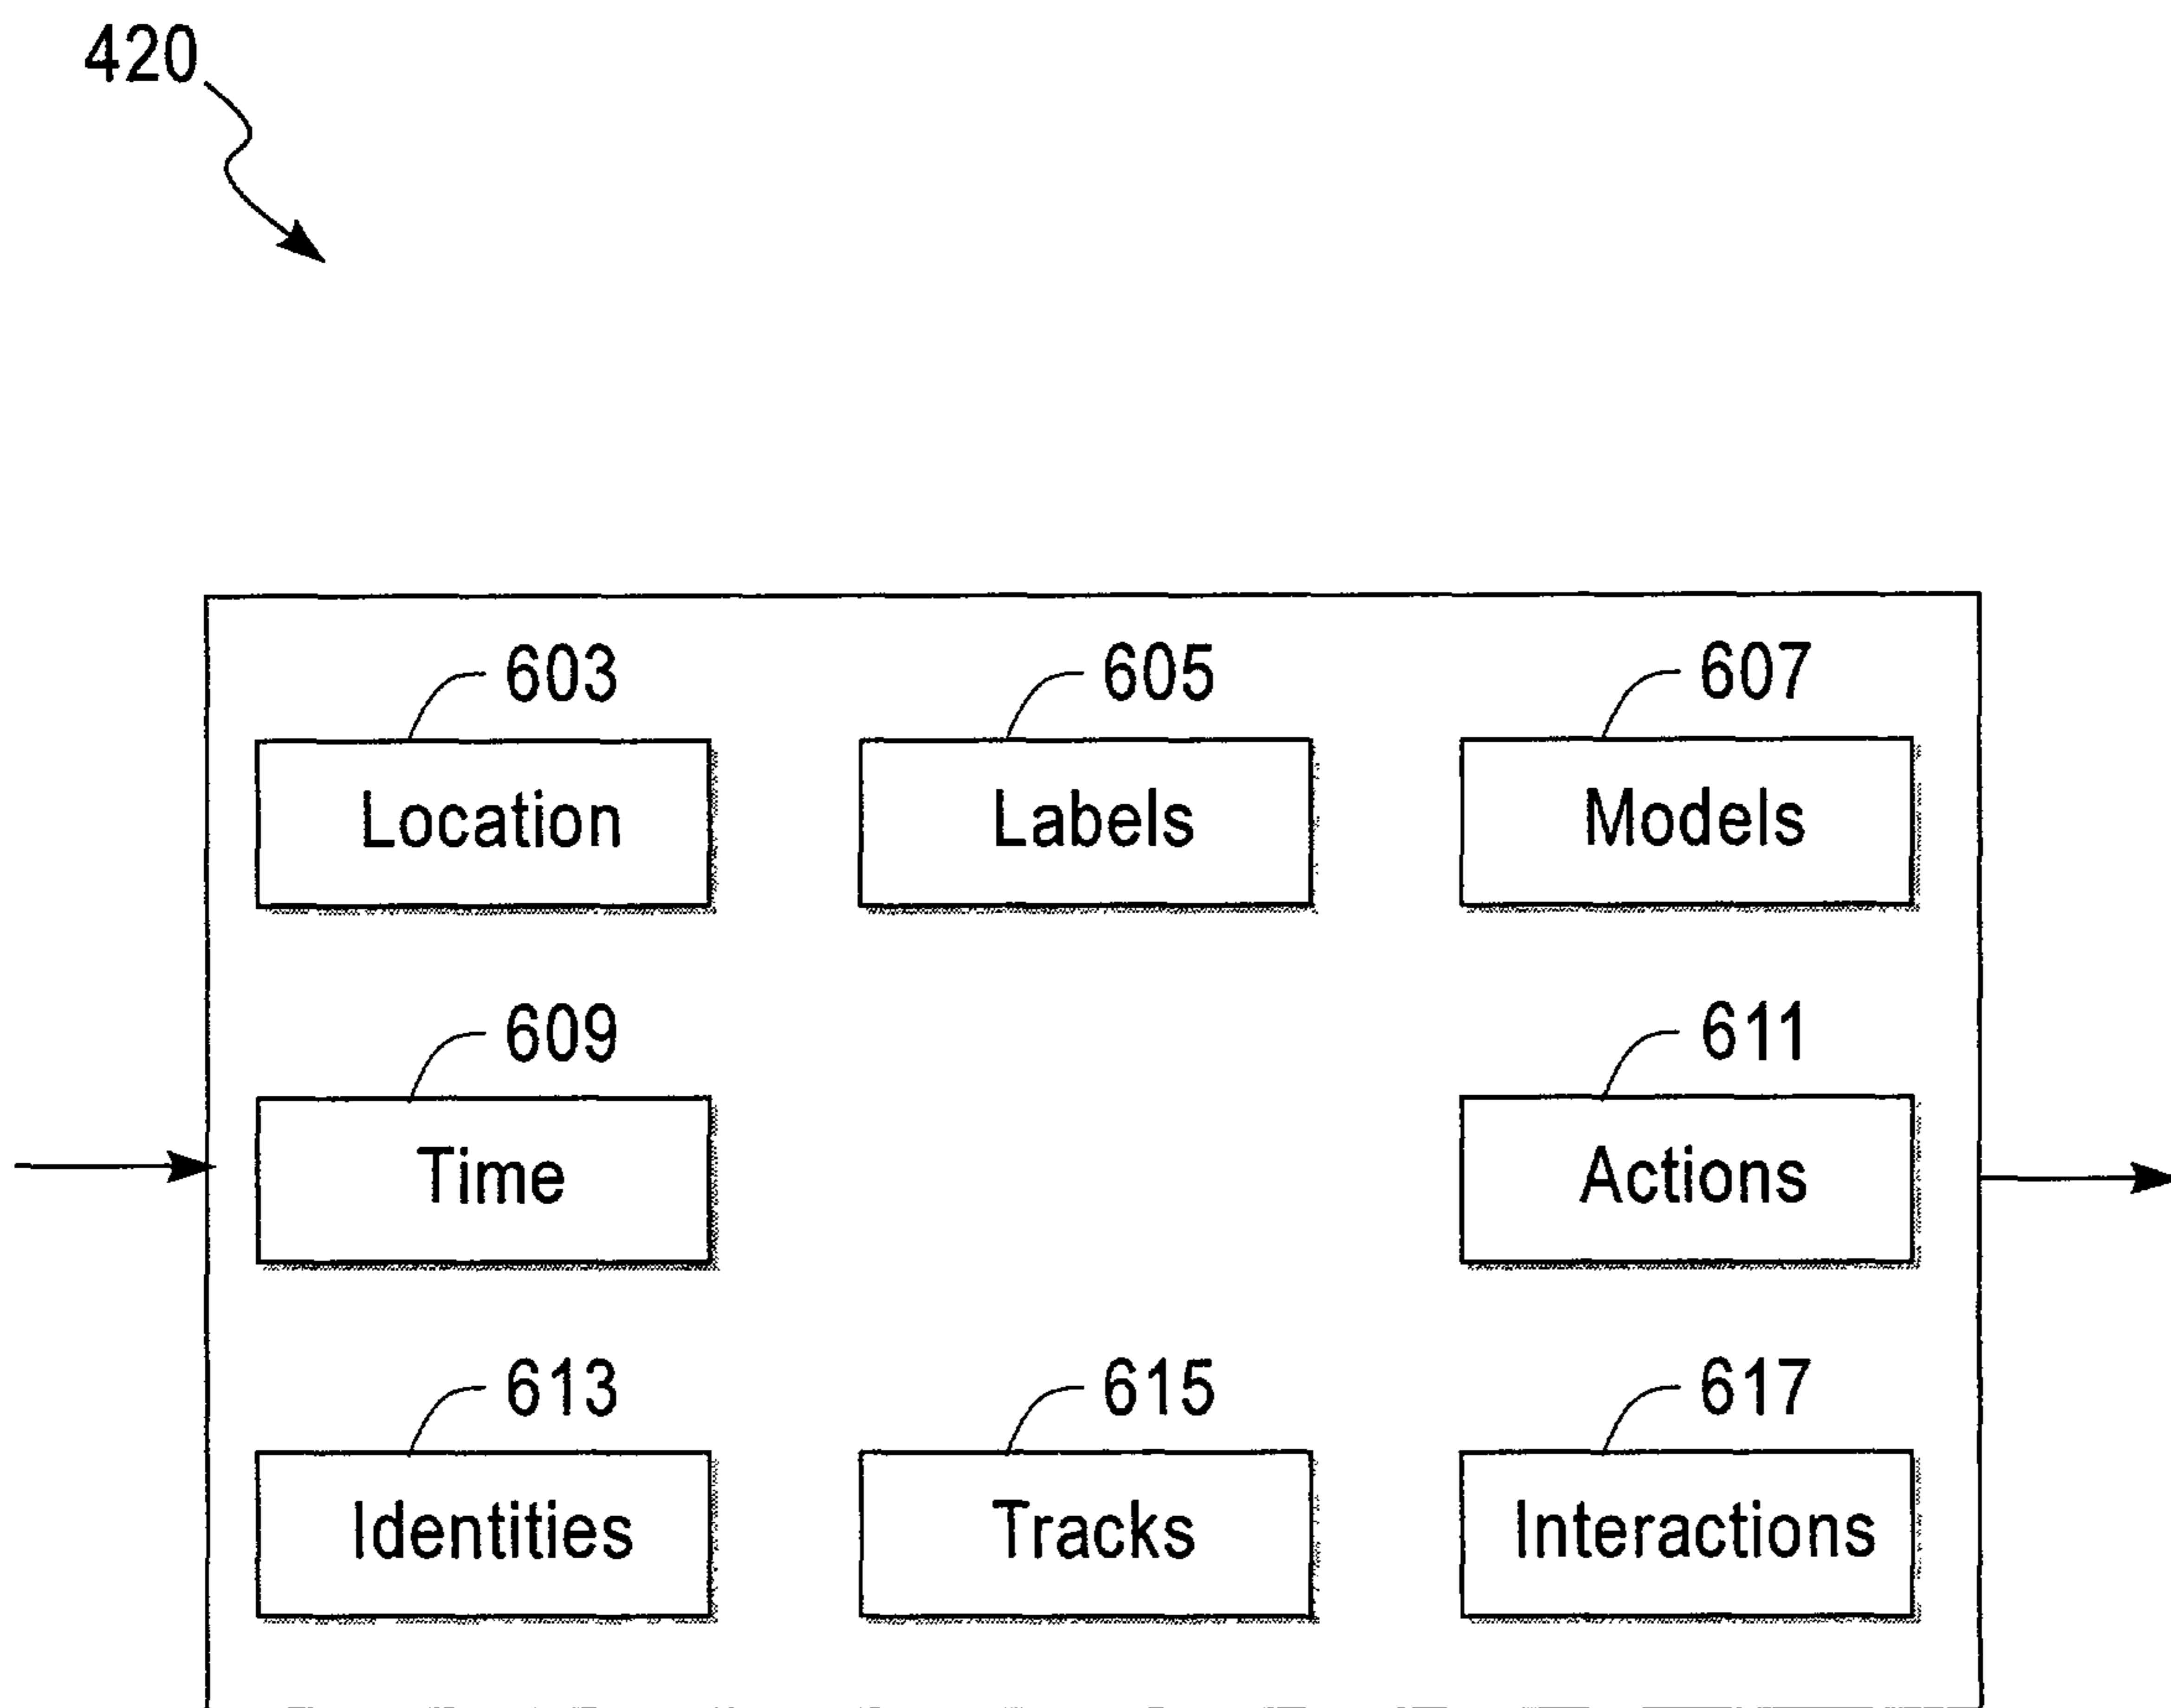 420
603 605 607
Location Labels Models
609 611
Time Actions
613 615 617
Identities Tracks Interactions